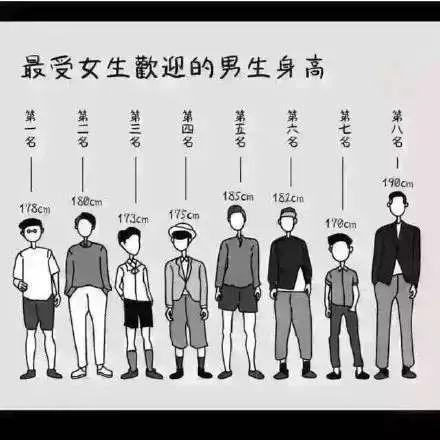 最受女生歡迎的男生身高
第一名
第二名
第三名
第四名
第五名
第六名
第七名
第八名
178cm
180cm
173cm
175cm
185cm
182cm
170cm
190cm